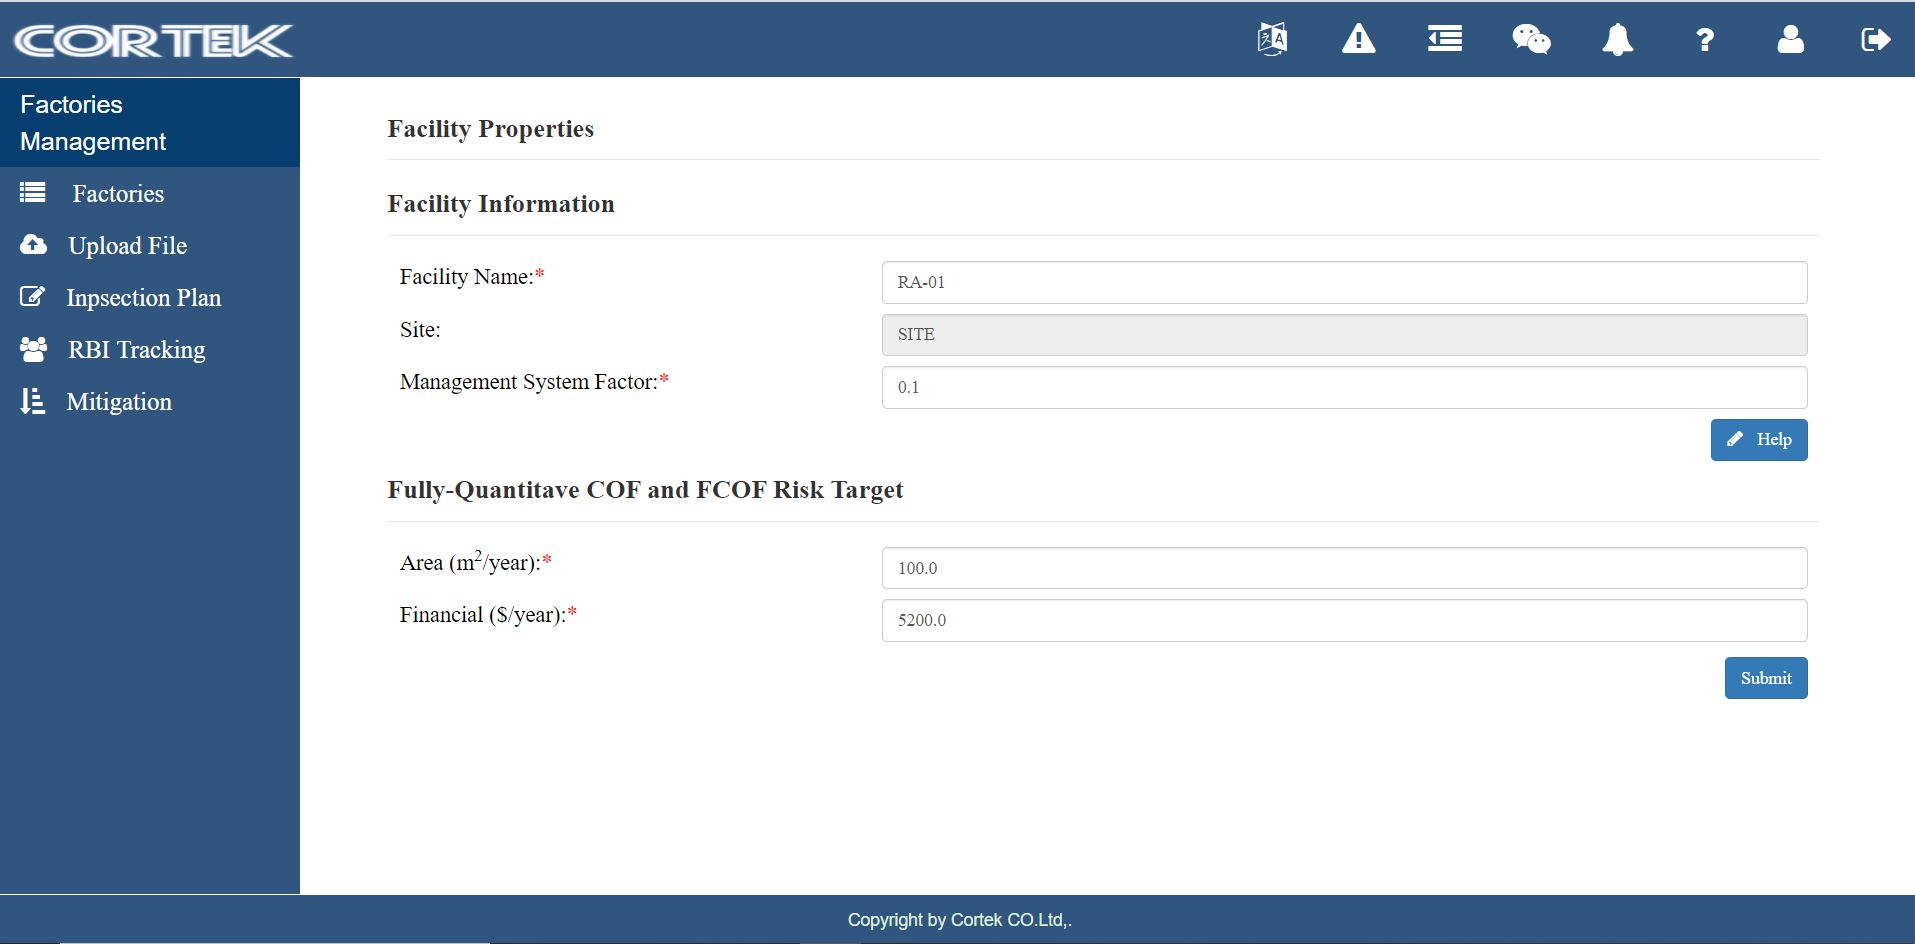 CORTEK
Factories
Management
Factories
Upload File
Inpsection Plan
RBI Tracking
Mitigation
Facility Properties
Facility Information
Facility Name:*
RA-01
Site:
SITE
Management System Factor:*
0.1
Help
Fully-Quantitave COF and FCOF Risk Target
Area (m²/year):*
100.0
Financial ($/year):*
5200.0
Submit
Copyright by Cortek CO.Ltd,.